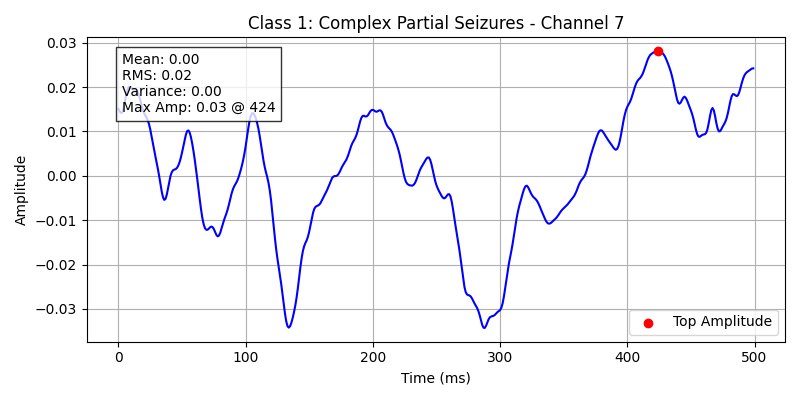 Class 1: Complex Partial Seizures - Channel 7
Mean: 0.00
RMS: 0.02
Variance: 0.00
Max Amp: 0.03 @ 424
0.03
0.02
0.01
0.00
−0.01
−0.02
−0.03
Amplitude
Top Amplitude
0 100 200 300 400 500
Time (ms)